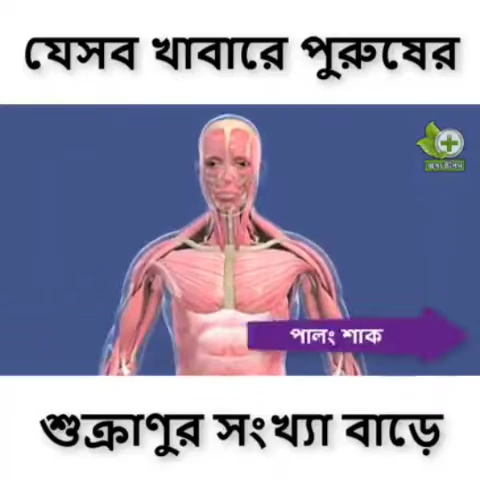 যেসব খাবারে পুরুষের
পালং শাক
শুক্রাণুর সংখ্যা বাড়ে